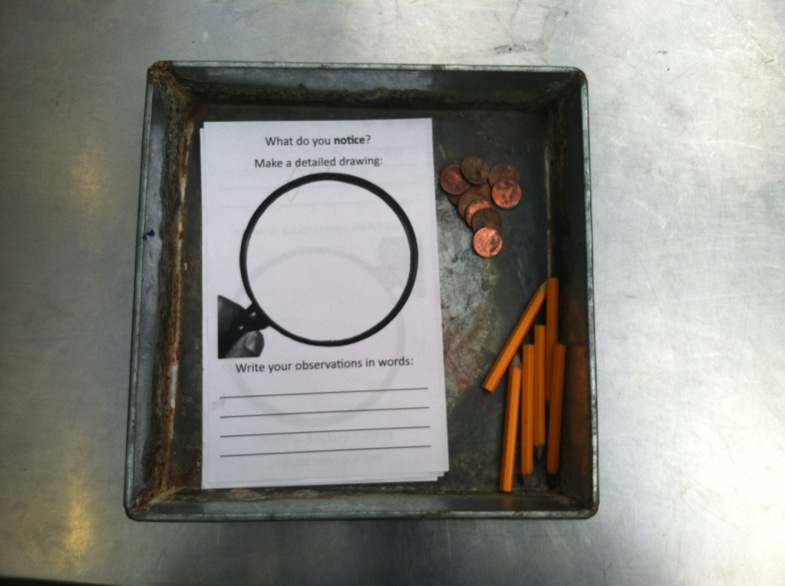 What do you notice?
Make a detailed drawing:
Write your observations in words: